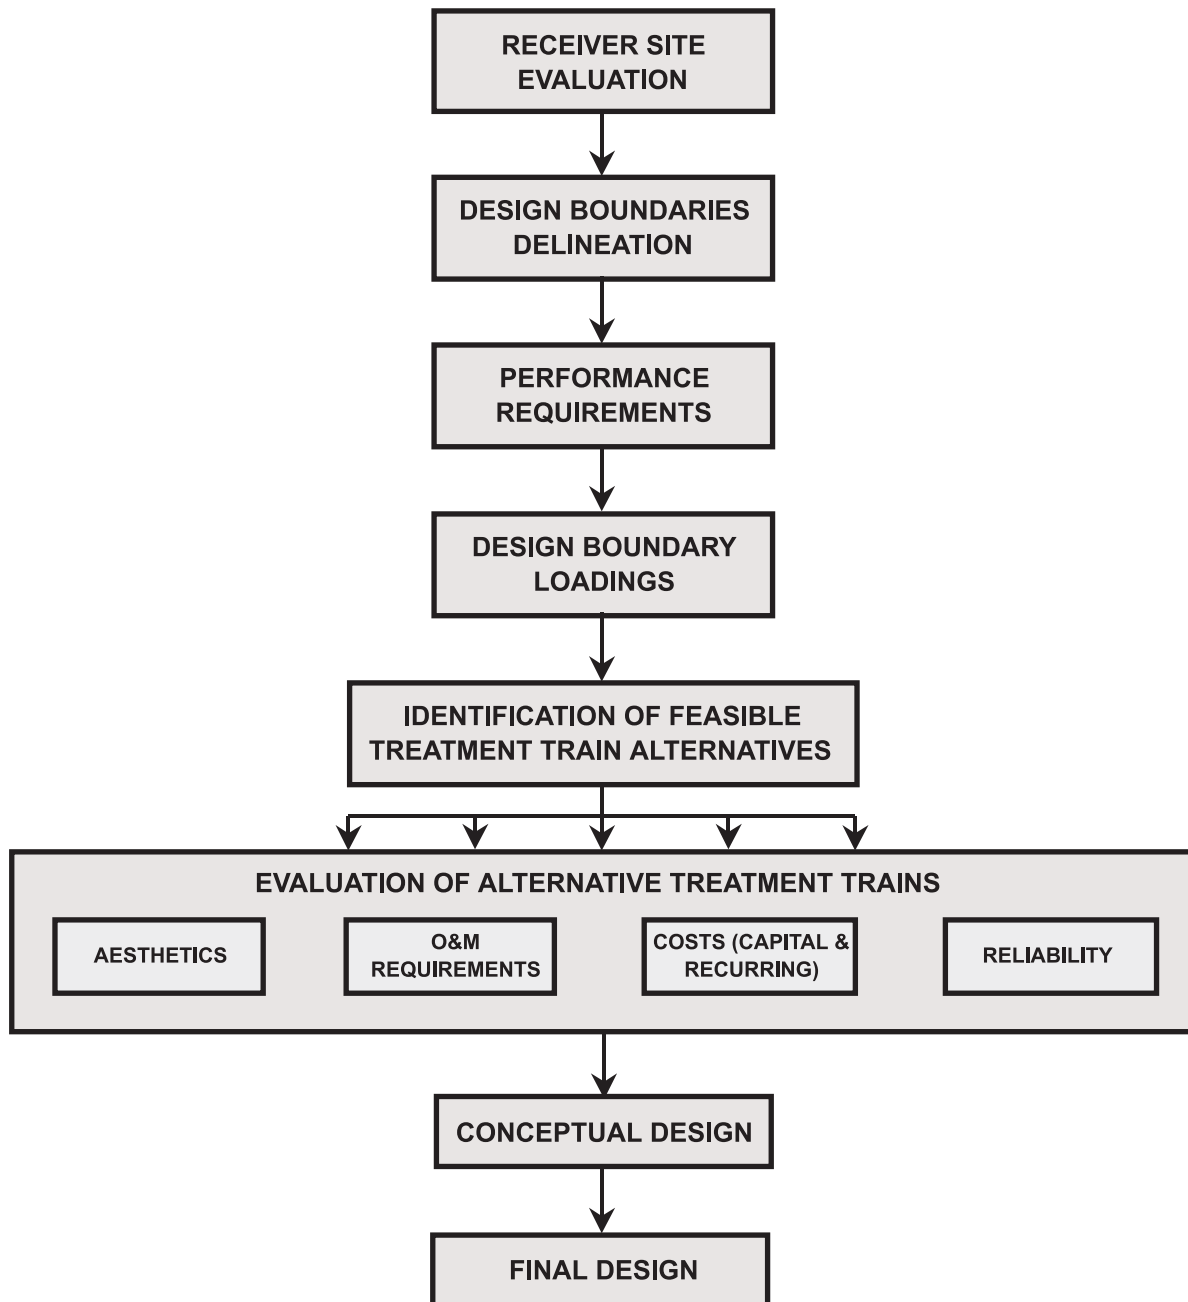 RECEIVER SITE
EVALUATION
DESIGN BOUNDARIES
DELINEATION
PERFORMANCE
REQUIREMENTS
DESIGN BOUNDARY
LOADINGS
IDENTIFICATION OF FEASIBLE
TREATMENT TRAIN ALTERNATIVES
EVALUATION OF ALTERNATIVE TREATMENT TRAINS
AESTHETICS
O&M
REQUIREMENTS
COSTS (CAPITAL &
RECURRING)
RELIABILITY
CONCEPTUAL DESIGN
FINAL DESIGN